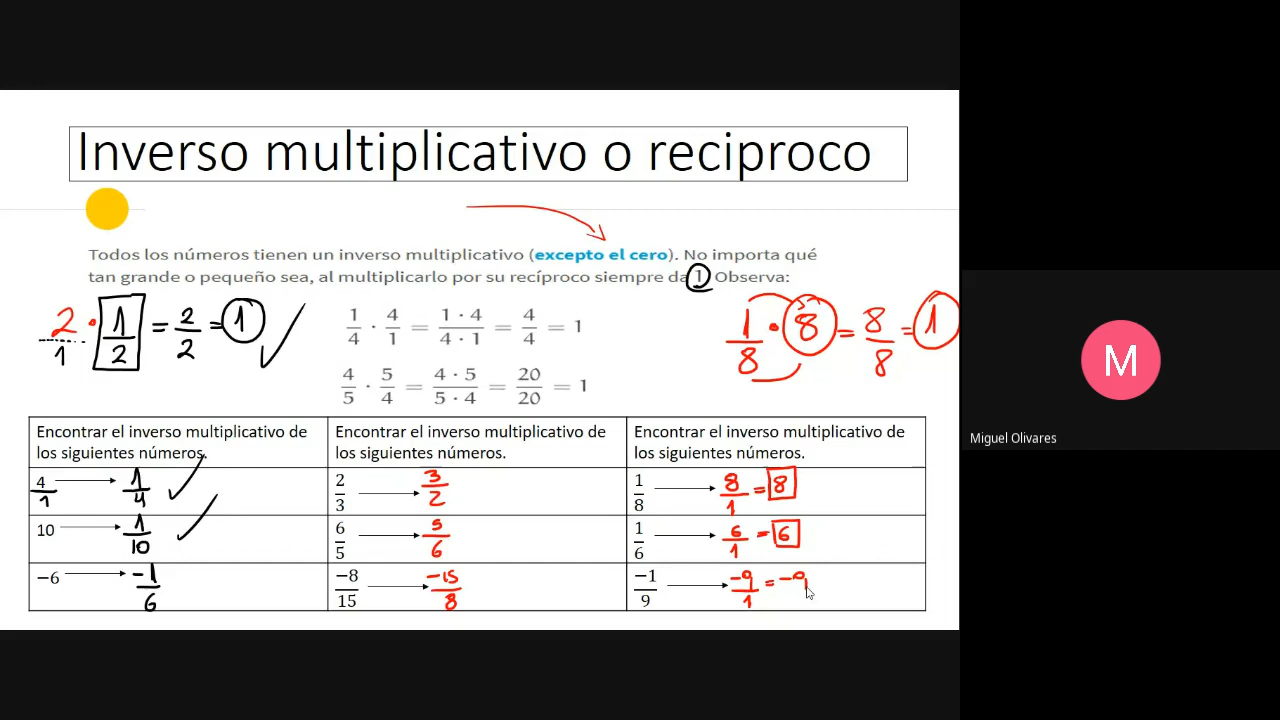 Inverso multiplicativo o reciproco
Todos los números tienen un inverso multiplicativo (excepto el cero). No importa qué
tan grande o pequeño sea, al multiplicarlo por su recíproco siempre da 1. Observa:
2/1 · 1/2 = 2/2 = 1
1/4 · 4/1 = 1 · 4/4 · 1 = 4/4 = 1
4/5 · 5/4 = 4 · 5/5 · 4 = 20/20 = 1
1/8 · 8 = 8/8 = 1
Encontrar el inverso multiplicativo de
los siguientes números.
4/1 → 1/4
10 → 1/10
−6 → -1/6
Encontrar el inverso multiplicativo de
los siguientes números.
2/3 → 3/2
6/5 → 5/6
−8/15 → -15/8
Encontrar el inverso multiplicativo de
los siguientes números.
1/8 → 8/1 = 8
1/6 → 6/1 = 6
−1/9 → -9/1 = -9
M
Miguel Olivares